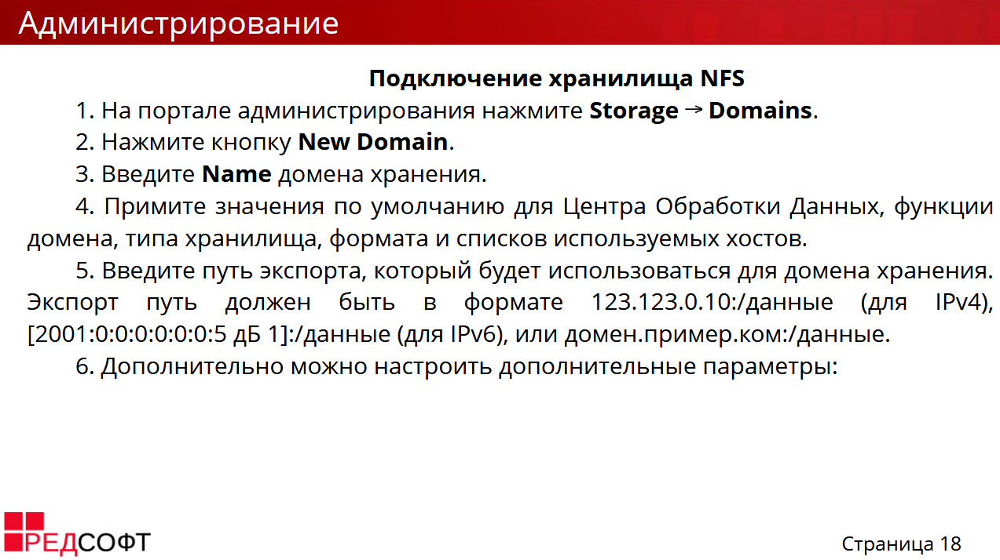 Администрирование
Подключение хранилища NFS
1. На портале администрирования нажмите Storage → Domains.
2. Нажмите кнопку New Domain.
3. Введите Name домена хранения.
4. Примите значения по умолчанию для Центра Обработки Данных, функции
домена, типа хранилища, формата и списков используемых хостов.
5. Введите путь экспорта, который будет использоваться для домена хранения.
Экспорт путь должен быть в формате 123.123.0.10:/данные (для IPv4),
[2001:0:0:0:0:0:0:5 дБ 1]:/данные (для IPv6), или домен.пример.ком:/данные.
6. Дополнительно можно настроить дополнительные параметры:
РЕДСОФТ
Страница 18